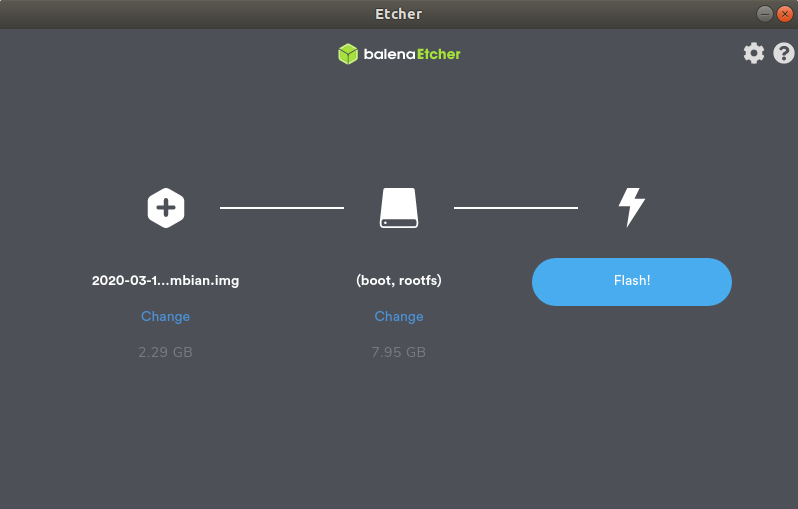 Etcher
balenaEtcher
2020-03-1...mbian.img
(boot, rootfs)
Flash!
Change
Change
2.29 GB
7.95 GB